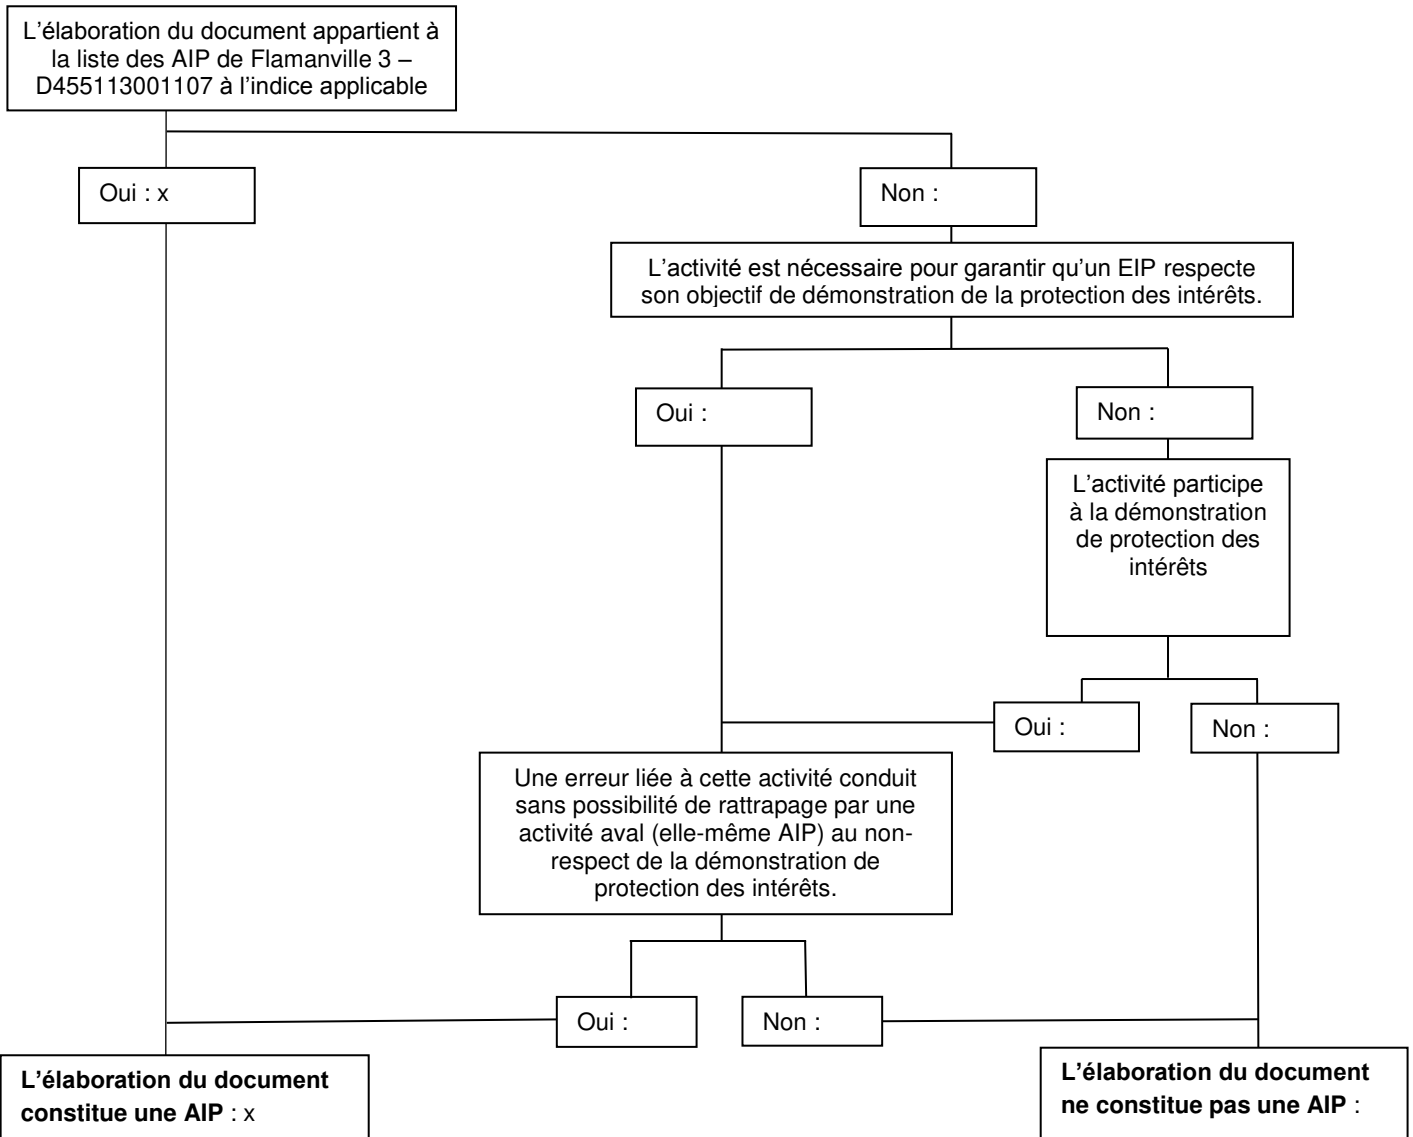 L’élaboration du document appartient à
la liste des AIP de Flamanville 3 –
D455113001107 à l’indice applicable
Oui : x
Non :
L’activité est nécessaire pour garantir qu’un EIP respecte
son objectif de démonstration de la protection des intérêts.
Oui :
Non :
L’activité participe
à la démonstration
de protection des
intérêts
Oui :
Non :
Une erreur liée à cette activité conduit
sans possibilité de rattrapage par une
activité aval (elle-même AIP) au non-
respect de la démonstration de
protection des intérêts.
Oui :
Non :
L’élaboration du document
constitue une AIP : x
L’élaboration du document
ne constitue pas une AIP :